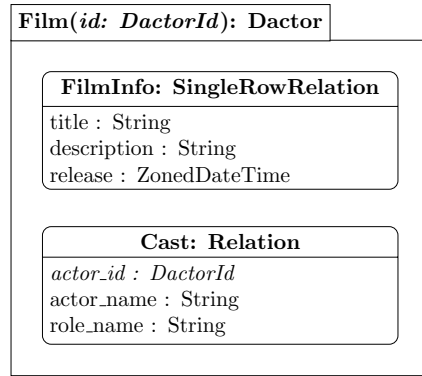 Film(id: DactorId): Dactor
FilmInfo: SingleRowRelation
title : String
description : String
release : ZonedDateTime
Cast: Relation
actor_id : DactorId
actor_name : String
role_name : String